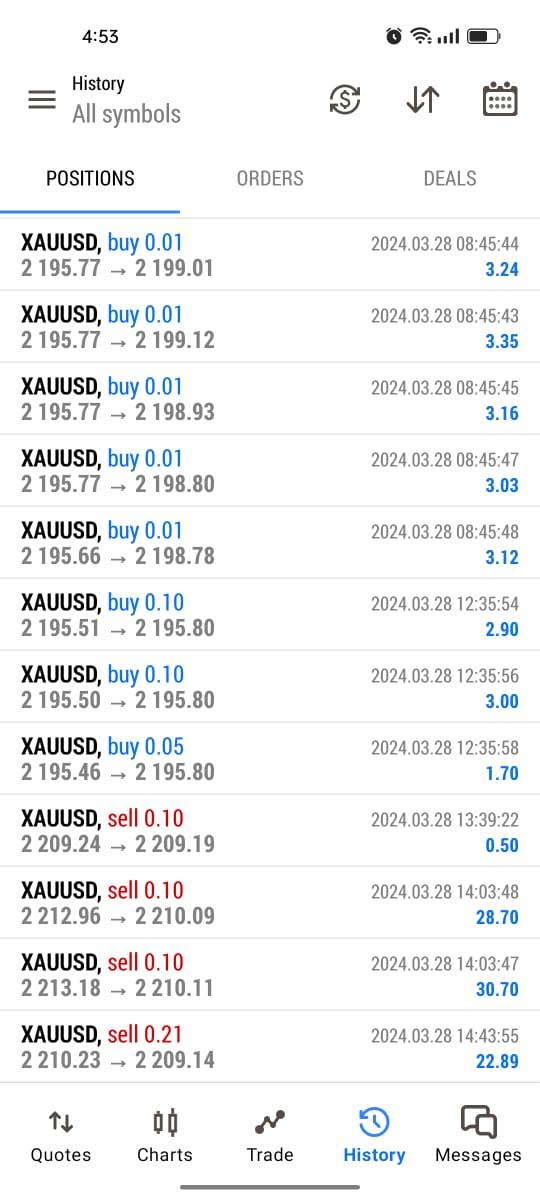 4:53
History
All symbols
POSITIONS ORDERS DEALS
XAUUSD, buy 0.01 2024.03.28 08:45:44
2 195.77 → 2 199.01 3.24
XAUUSD, buy 0.01 2024.03.28 08:45:43
2 195.77 → 2 199.12 3.35
XAUUSD, buy 0.01 2024.03.28 08:45:45
2 195.77 → 2 198.93 3.16
XAUUSD, buy 0.01 2024.03.28 08:45:47
2 195.77 → 2 198.80 3.03
XAUUSD, buy 0.01 2024.03.28 08:45:48
2 195.66 → 2 198.78 3.12
XAUUSD, buy 0.10 2024.03.28 12:35:54
2 195.51 → 2 195.80 2.90
XAUUSD, buy 0.10 2024.03.28 12:35:56
2 195.50 → 2 195.80 3.00
XAUUSD, buy 0.05 2024.03.28 12:35:58
2 195.46 → 2 195.80 1.70
XAUUSD, sell 0.10 2024.03.28 13:39:22
2 209.24 → 2 209.19 0.50
XAUUSD, sell 0.10 2024.03.28 14:03:48
2 212.96 → 2 210.09 28.70
XAUUSD, sell 0.10 2024.03.28 14:03:47
2 213.18 → 2 210.11 30.70
XAUUSD, sell 0.21 2024.03.28 14:43:55
2 210.23 → 2 209.14 22.89
Quotes Charts Trade History Messages